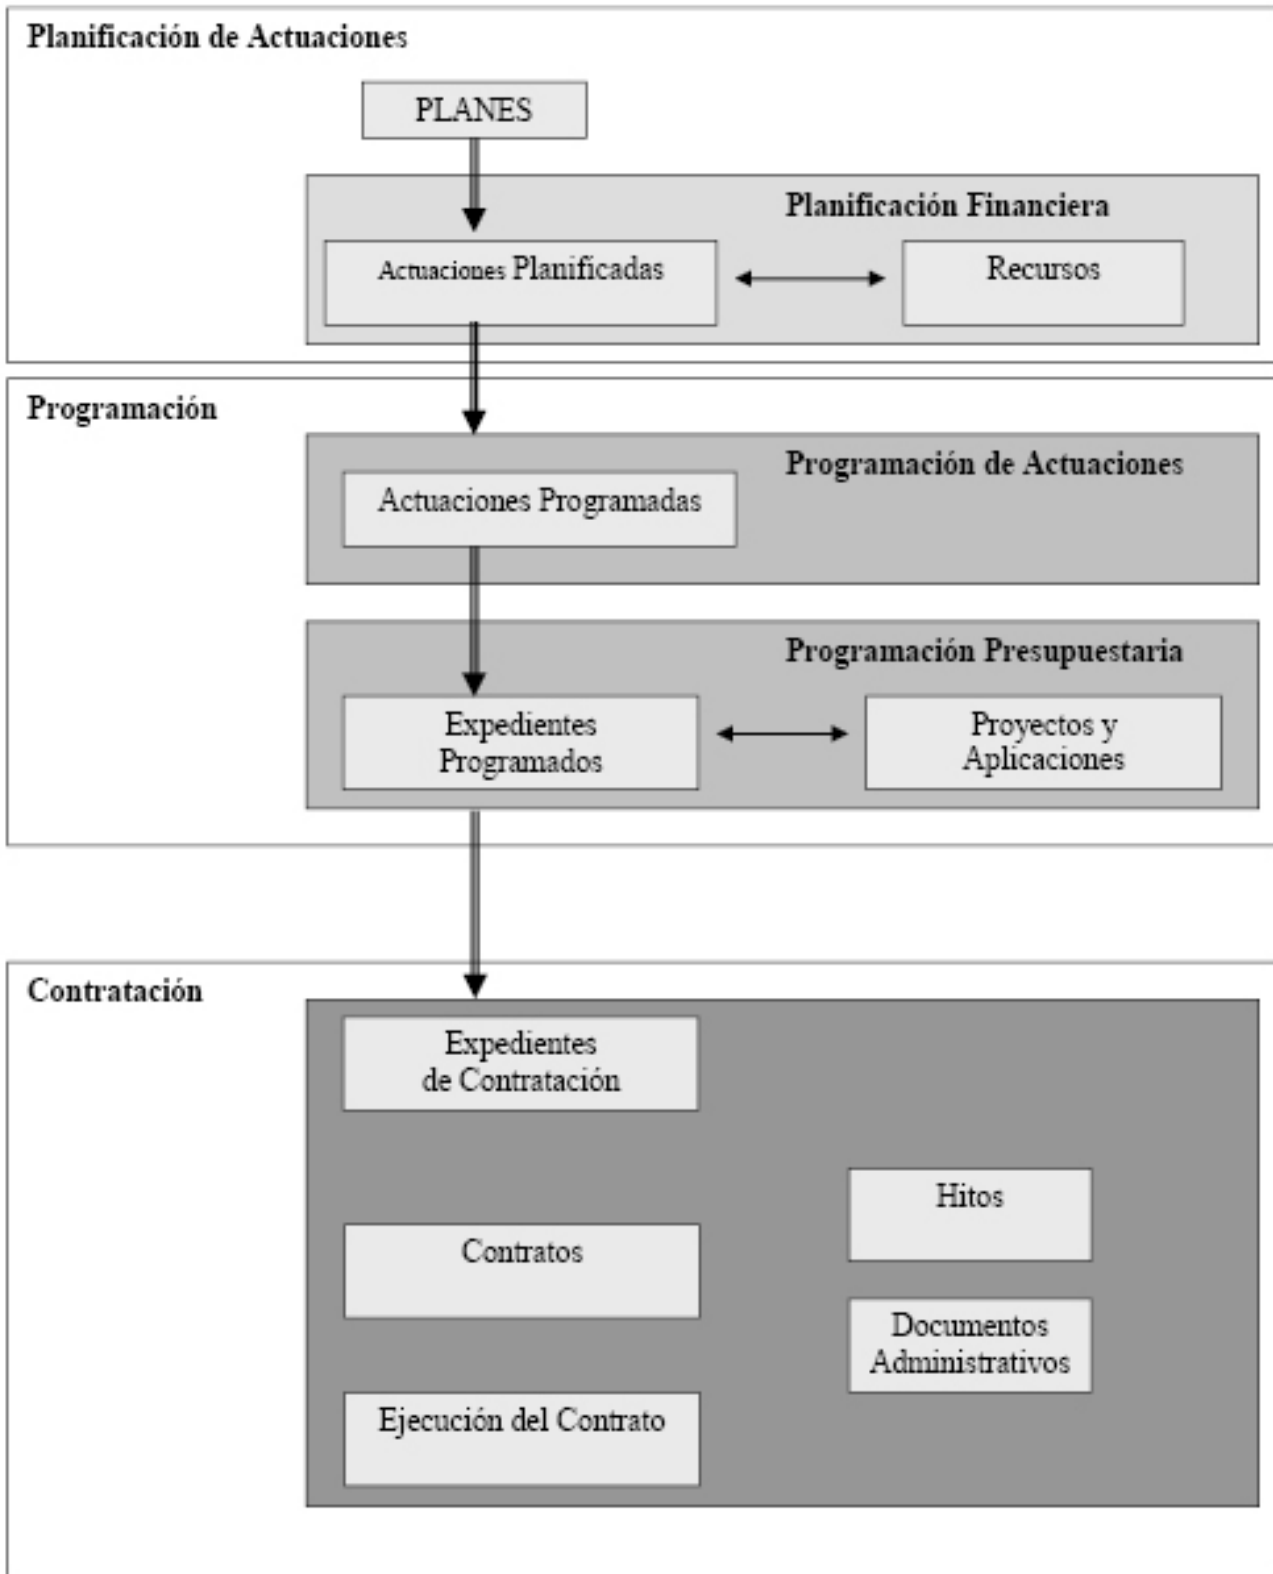 Planificación de Actuaciones
PLANES
Planificación Financiera
Actuaciones Planificadas
Recursos
Programación
Programación de Actuaciones
Actuaciones Programadas
Programación Presupuestaria
Expedientes
Programados
Proyectos y
Aplicaciones
Contratación
Expedientes
de Contratación
Hitos
Contratos
Documentos
Administrativos
Ejecución del Contrato